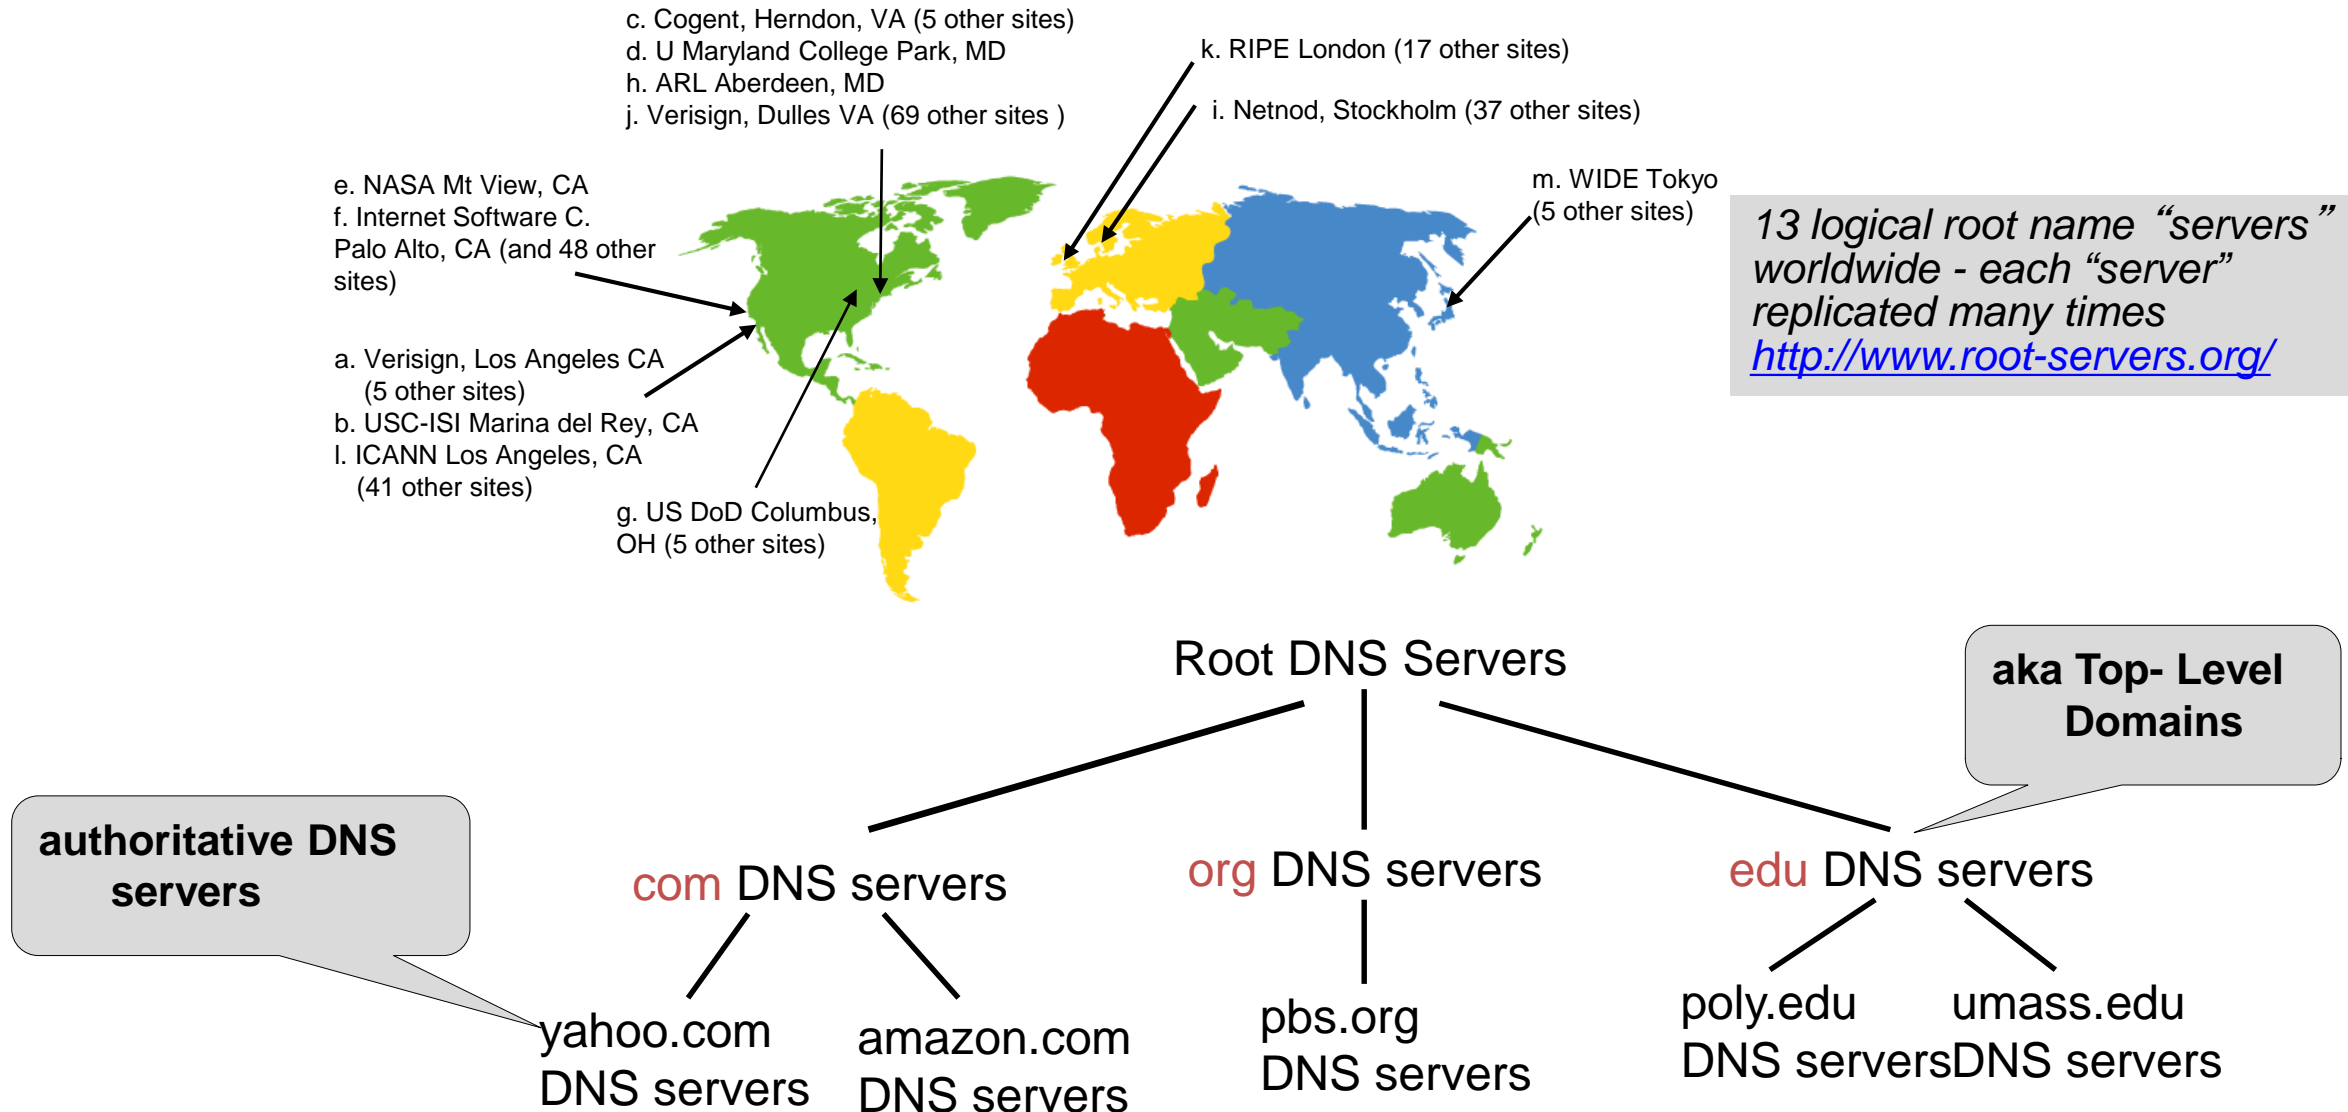 c. Cogent, Herndon, VA (5 other sites)
d. U Maryland College Park, MD
h. ARL Aberdeen, MD
j. Verisign, Dulles VA (69 other sites )
k. RIPE London (17 other sites)
i. Netnod, Stockholm (37 other sites)
e. NASA Mt View, CA
f. Internet Software C.
Palo Alto, CA (and 48 other
sites)
m. WIDE Tokyo
(5 other sites)
13 logical root name “servers”
worldwide - each “server”
replicated many times
http://www.root-servers.org/
a. Verisign, Los Angeles CA
(5 other sites)
b. USC-ISI Marina del Rey, CA
l. ICANN Los Angeles, CA
(41 other sites)
g. US DoD Columbus,
OH (5 other sites)
Root DNS Servers
aka Top- Level
Domains
authoritative DNS
servers
com DNS servers
org DNS servers
edu DNS servers
yahoo.com
DNS servers
amazon.com
DNS servers
pbs.org
DNS servers
poly.edu
DNS servers
umass.edu
DNS servers